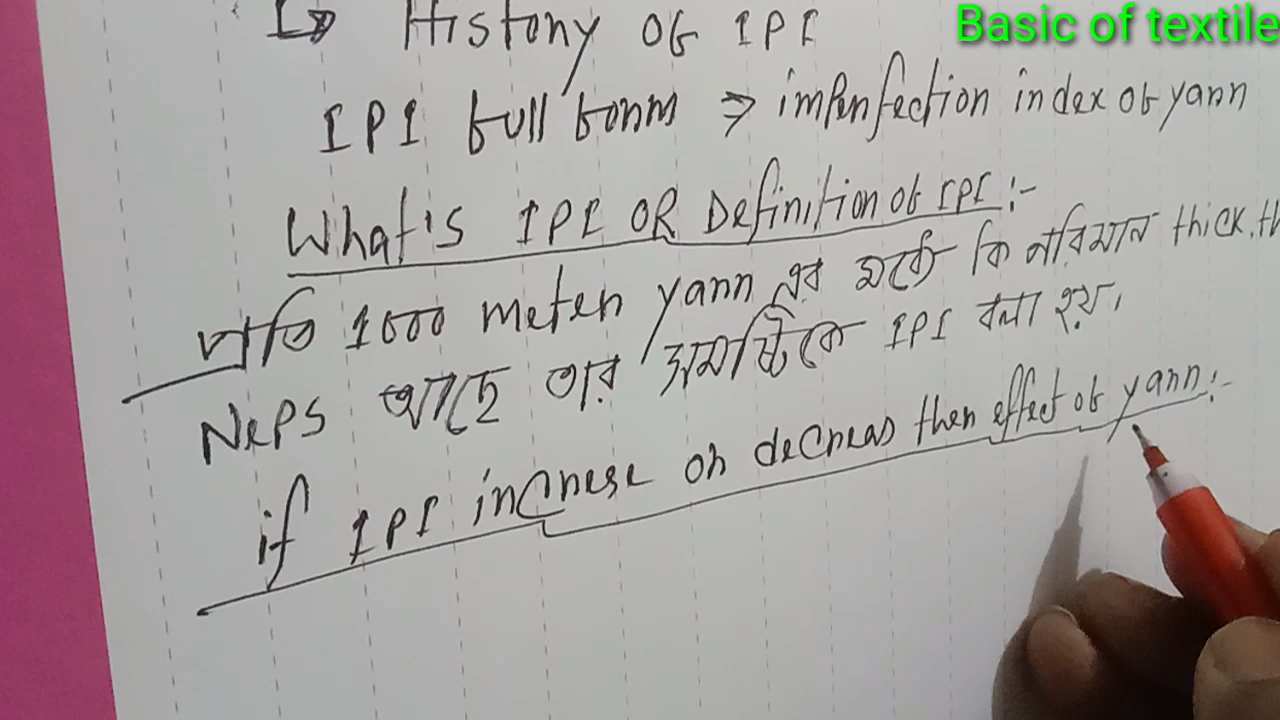 Basic of textile
History of IPI
IPI full form ⇒ imperfection index of yarn
What's IPI OR Definition of IPI :-
প্রতি 1000 meter yarn এর মধ্যে কি পরিমান thick, th
Neps আছে তার সমষ্টিকে IPI বলা হয়।
if IPI increse or decreas then effect of yarn :-